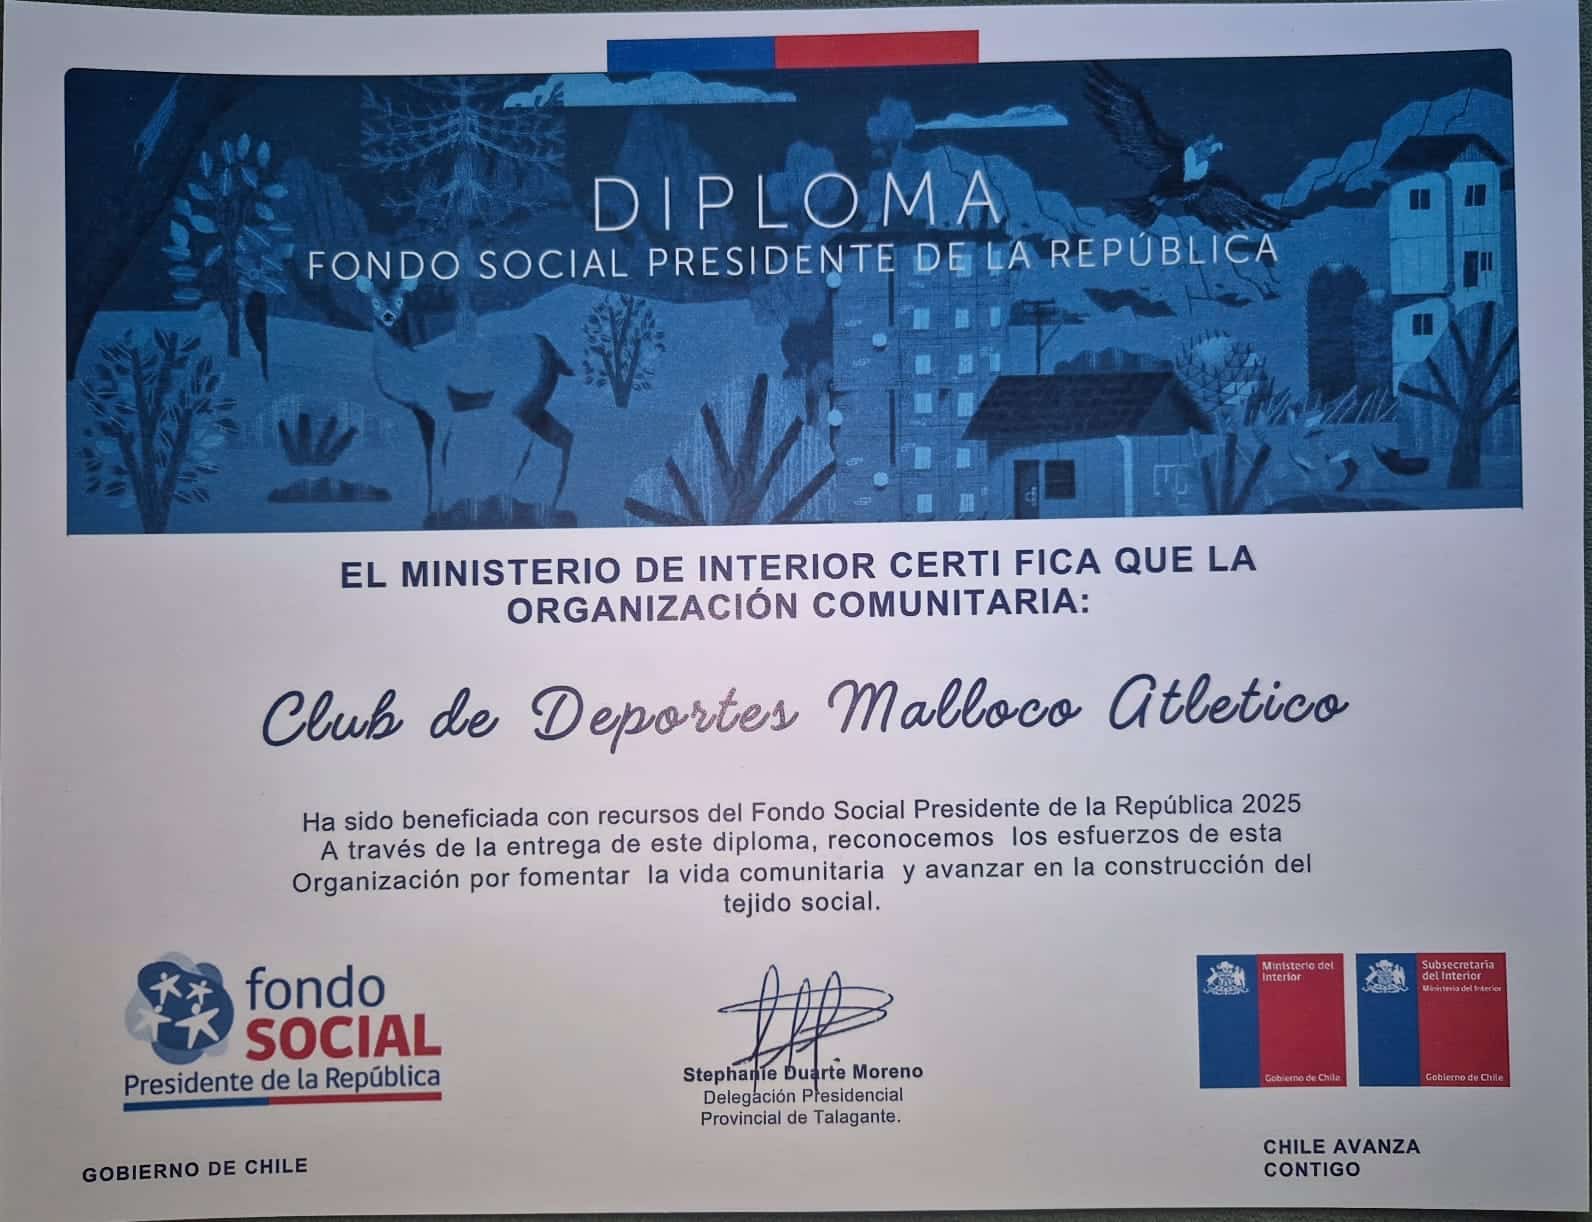 DIPLOMA
FONDO SOCIAL PRESIDENTE DE LA REPÚBLICA
EL MINISTERIO DE INTERIOR CERTI FICA QUE LA
ORGANIZACIÓN COMUNITARIA:
Club de Deportes Malloco Atletico
Ha sido beneficiada con recursos del Fondo Social Presidente de la República 2025
A través de la entrega de este diploma, reconocemos los esfuerzos de esta
Organización por fomentar la vida comunitaria y avanzar en la construcción del
tejido social.
fondo
SOCIAL
Presidente de la República
Stephanie Duarte Moreno
Delegación Presidencial
Provincial de Talagante.
Ministerio del
Interior
Gobierno de Chile
Subsecretaría
del Interior
Ministerio del Interior
Gobierno de Chile
GOBIERNO DE CHILE
CHILE AVANZA
CONTIGO